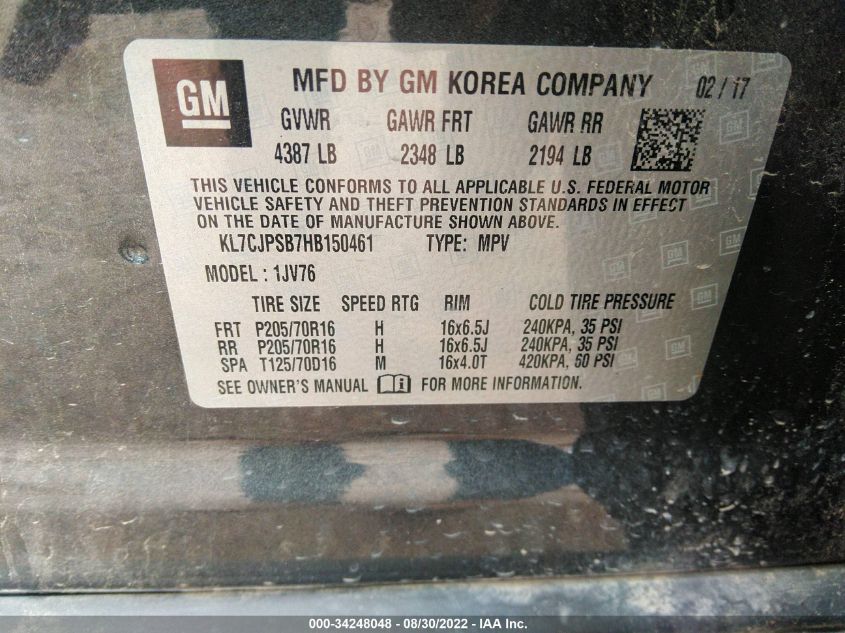 GM MFD BY GM KOREA COMPANY 02/17
GVWR GAWR FRT GAWR RR
4387 LB 2348 LB 2194 LB
THIS VEHICLE CONFORMS TO ALL APPLICABLE U.S. FEDERAL MOTOR
VEHICLE SAFETY AND THEFT PREVENTION STANDARDS IN EFFECT
ON THE DATE OF MANUFACTURE SHOWN ABOVE.
KL7CJPSB7HB150461 TYPE: MPV
MODEL : 1JV76
TIRE SIZE SPEED RTG RIM COLD TIRE PRESSURE
FRT P205/70R16 H 16x6.5J 240KPA, 35 PSI
RR P205/70R16 H 16x6.5J 240KPA, 35 PSI
SPA T125/70D16 M 16x4.0T 420KPA, 60 PSI
SEE OWNER'S MANUAL FOR MORE INFORMATION.
000-34248048 - 08/30/2022 - IAA Inc.